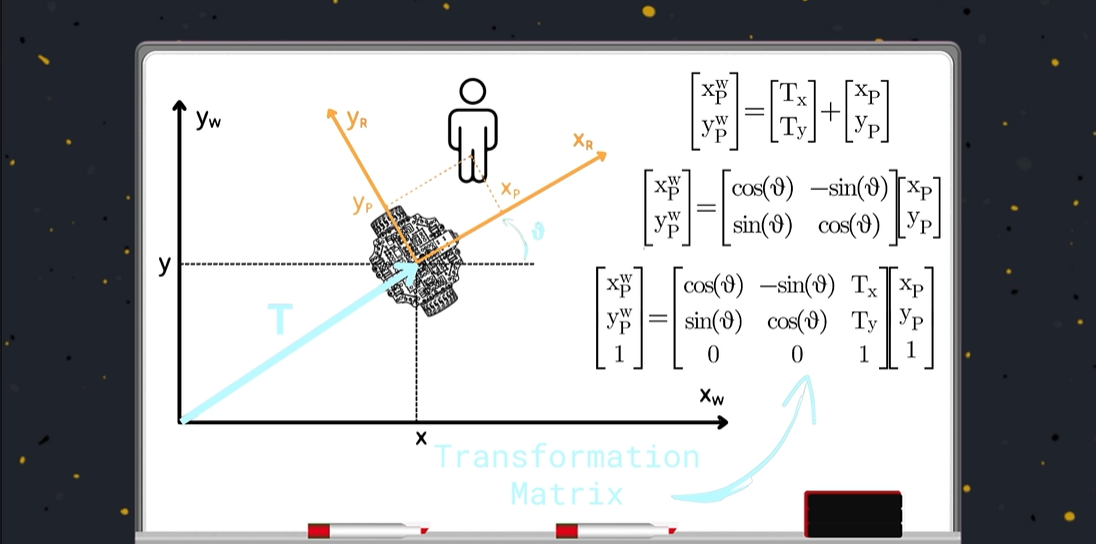 y_W
y_R
x_R
x_P
y_P
ϑ
y
T
x_W
x
Transformation
Matrix
[x_P^w y_P^w] = [T_x T_y] + [x_P y_P]
[x_P^w y_P^w] = [cos(ϑ) −sin(ϑ) sin(ϑ) cos(ϑ)] [x_P y_P]
[x_P^w y_P^w 1] = [cos(ϑ) −sin(ϑ) T_x sin(ϑ) cos(ϑ) T_y 0 0 1] [x_P y_P 1]